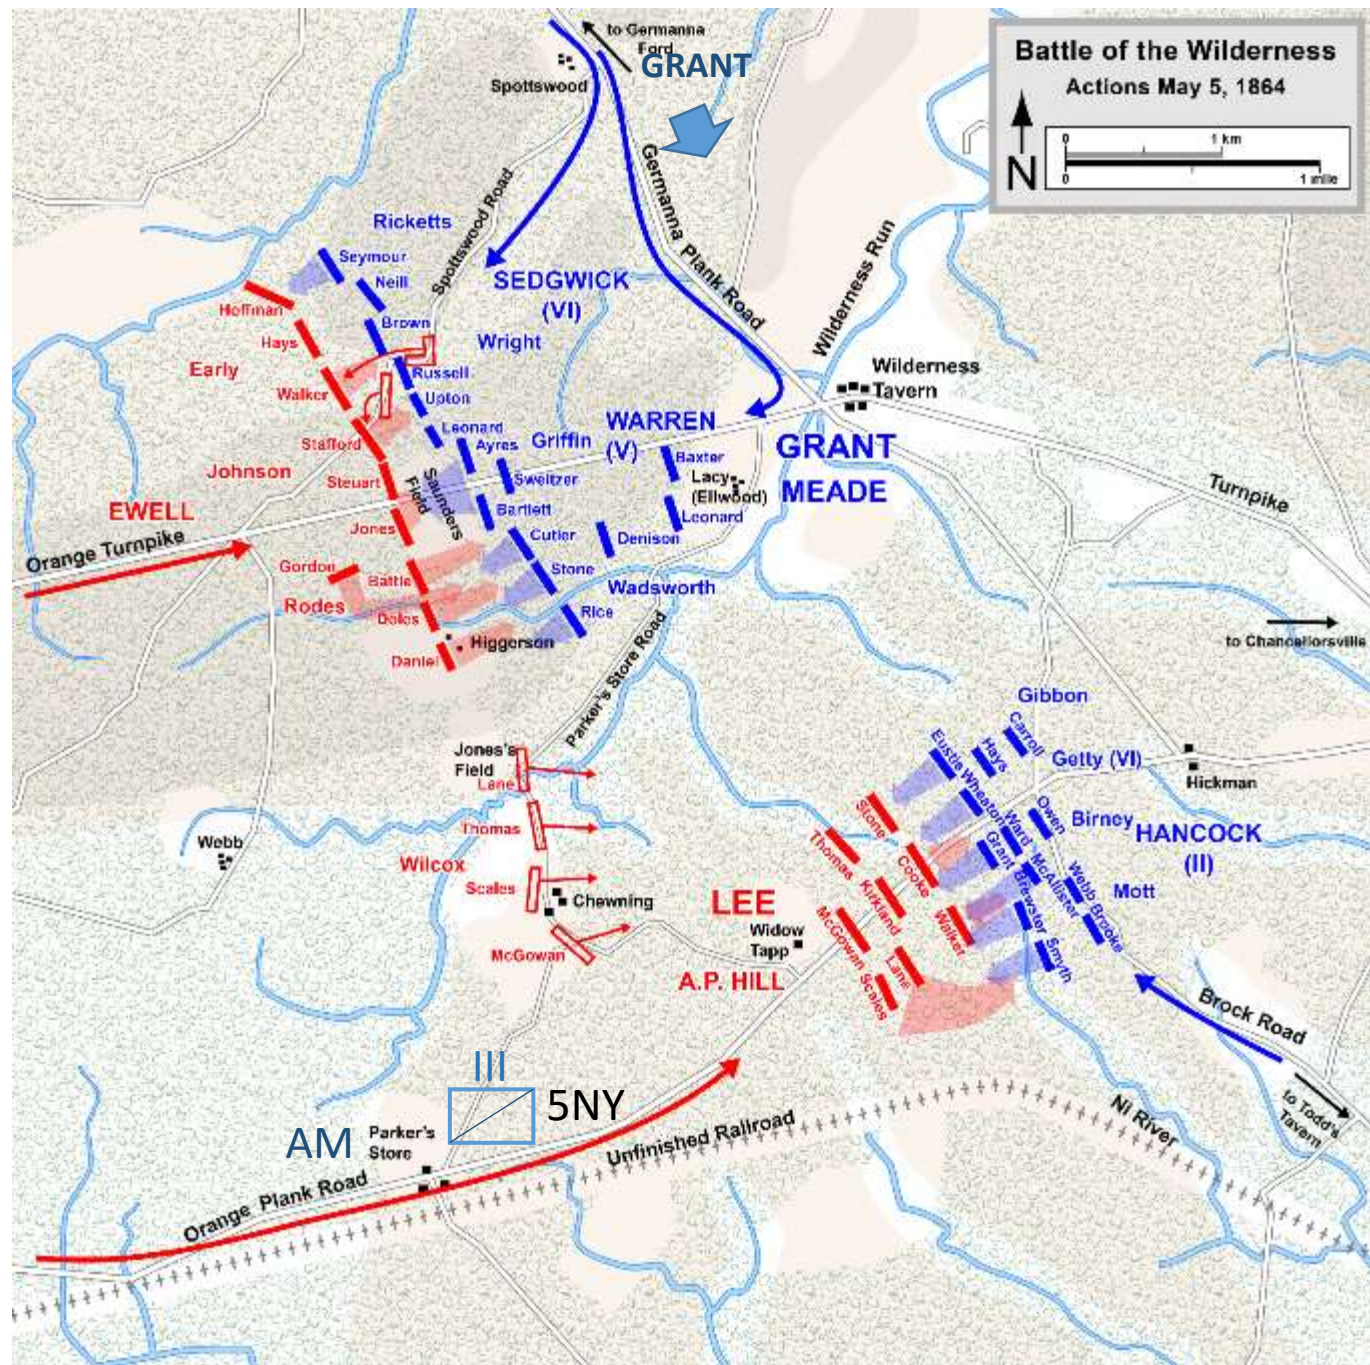 to Germanna
Ford
GRANT
Spottswood
Battle of the Wilderness
Actions May 5, 1864
N
0
1 km
0
1 mile
Germanna Plank Road
Spottswood Road
Wilderness Run
Ricketts
Seymour
Neill
SEDGWICK
(VI)
Hoffman
Brown
Hays
Wright
Early
Russell
Walker
Upton
Wilderness
Tavern
Leonard
WARREN
(V)
Stafford
Ayres
Griffin
GRANT
MEADE
Baxter
Johnson
Steuart
Saunders
Field
Sweitzer
Lacy
(Ellwood)
Turnpike
EWELL
Bartlett
Leonard
Jones
Cutler
Denison
Orange Turnpike
Gordon
Battle
Stone
Wadsworth
Rodes
Doles
Rice
Higgerson
to Chancellorsville
Daniel
Parker's Store Road
Gibbon
Carroll
Hays
Eustis
Getty (VI)
Jones's
Field
Lane
Hickman
Wheaton
Owen
Birney
Ward
Grant
HANCOCK
(II)
Thomas
Stone
Thomas
Webb
Wilcox
Cooke
McAllister
Webb
Mott
Scales
Kirkland
Brewster
Brooke
Chewning
LEE
Widow
Tapp
McGowan
Walker
Smyth
McGowan
Lane
A.P. HILL
Scales
Brock Road
III
5NY
to Todd's
Tavern
Ni River
AM
Parker's
Store
Unfinished Railroad
Orange Plank Road